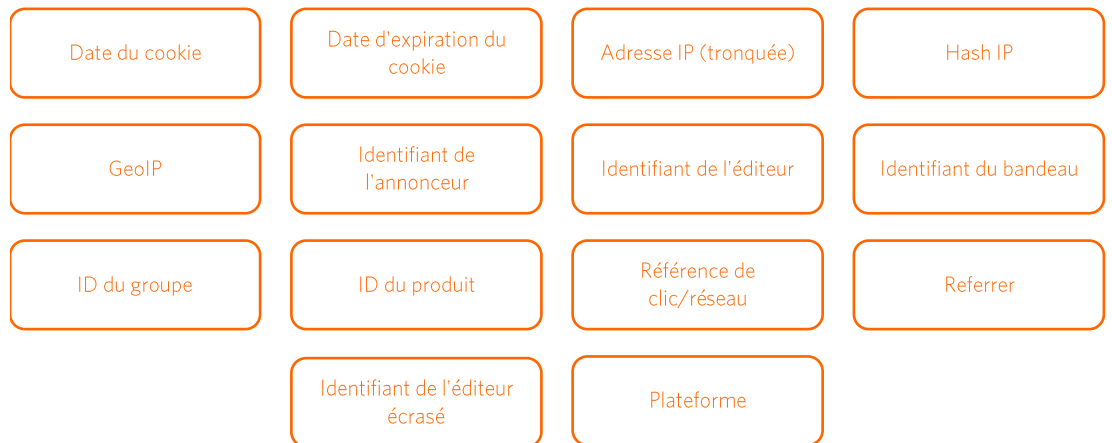 Date du cookie
Date d'expiration du
cookie
Adresse IP (tronquée)
Hash IP
GeoIP
Identifiant de
l'annonceur
Identifiant de l'éditeur
Identifiant du bandeau
ID du groupe
ID du produit
Référence de
clic/réseau
Referrer
Identifiant de l'éditeur
écrasé
Plateforme